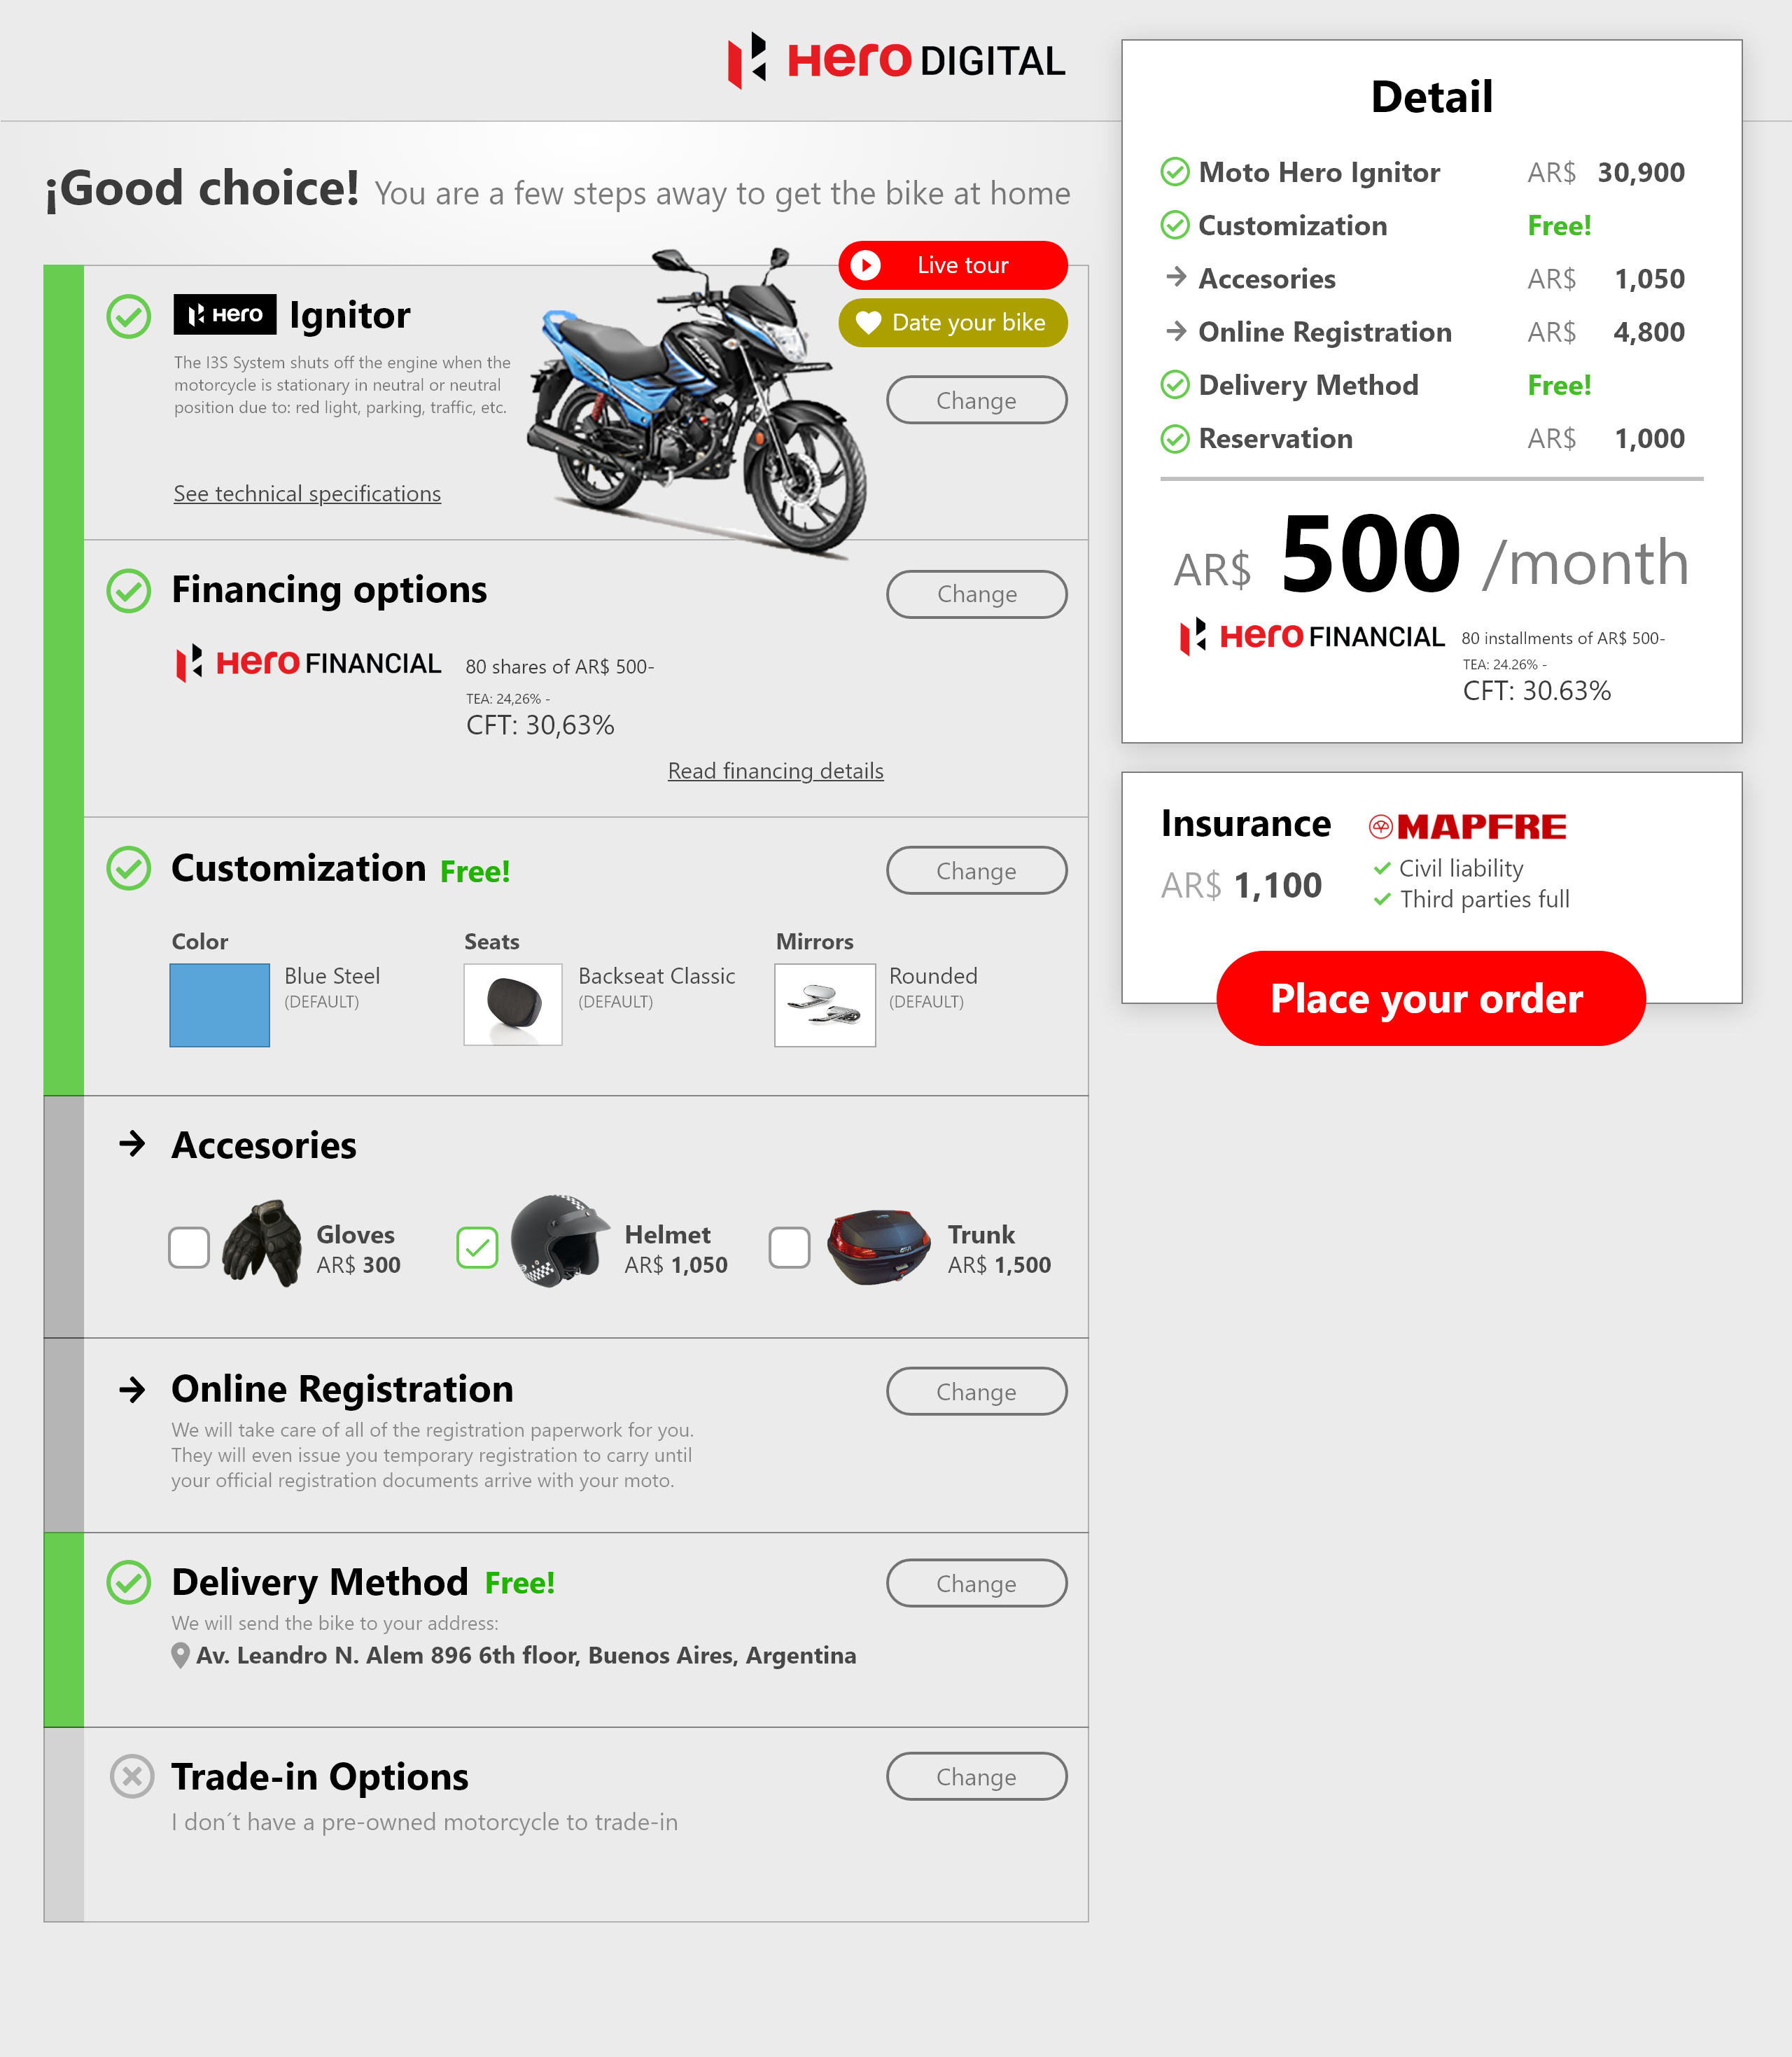 Hero DIGITAL
¡Good choice! You are a few steps away to get the bike at home
Live tour
Hero Ignitor
Date your bike
The I3S System shuts off the engine when the
motorcycle is stationary in neutral or neutral
position due to: red light, parking, traffic, etc.
Change
See technical specifications
Financing options
Change
Hero FINANCIAL
80 shares of AR$ 500-
TEA: 24,26% -
CFT: 30,63%
Read financing details
Customization Free!
Change
Color
Blue Steel
(DEFAULT)
Seats
Backseat Classic
(DEFAULT)
Mirrors
Rounded
(DEFAULT)
Accesories
Gloves
AR$ 300
Helmet
AR$ 1,050
Trunk
AR$ 1,500
Online Registration
Change
We will take care of all of the registration paperwork for you.
They will even issue you temporary registration to carry until
your official registration documents arrive with your moto.
Delivery Method Free!
Change
We will send the bike to your address:
Av. Leandro N. Alem 896 6th floor, Buenos Aires, Argentina
Trade-in Options
Change
I don´t have a pre-owned motorcycle to trade-in
Detail
Moto Hero Ignitor AR$ 30,900
Customization Free!
Accesories AR$ 1,050
Online Registration AR$ 4,800
Delivery Method Free!
Reservation AR$ 1,000
AR$ 500 /month
Hero FINANCIAL
80 installments of AR$ 500-
TEA: 24.26% -
CFT: 30.63%
Insurance
MAPFRE
AR$ 1,100
Civil liability
Third parties full
Place your order